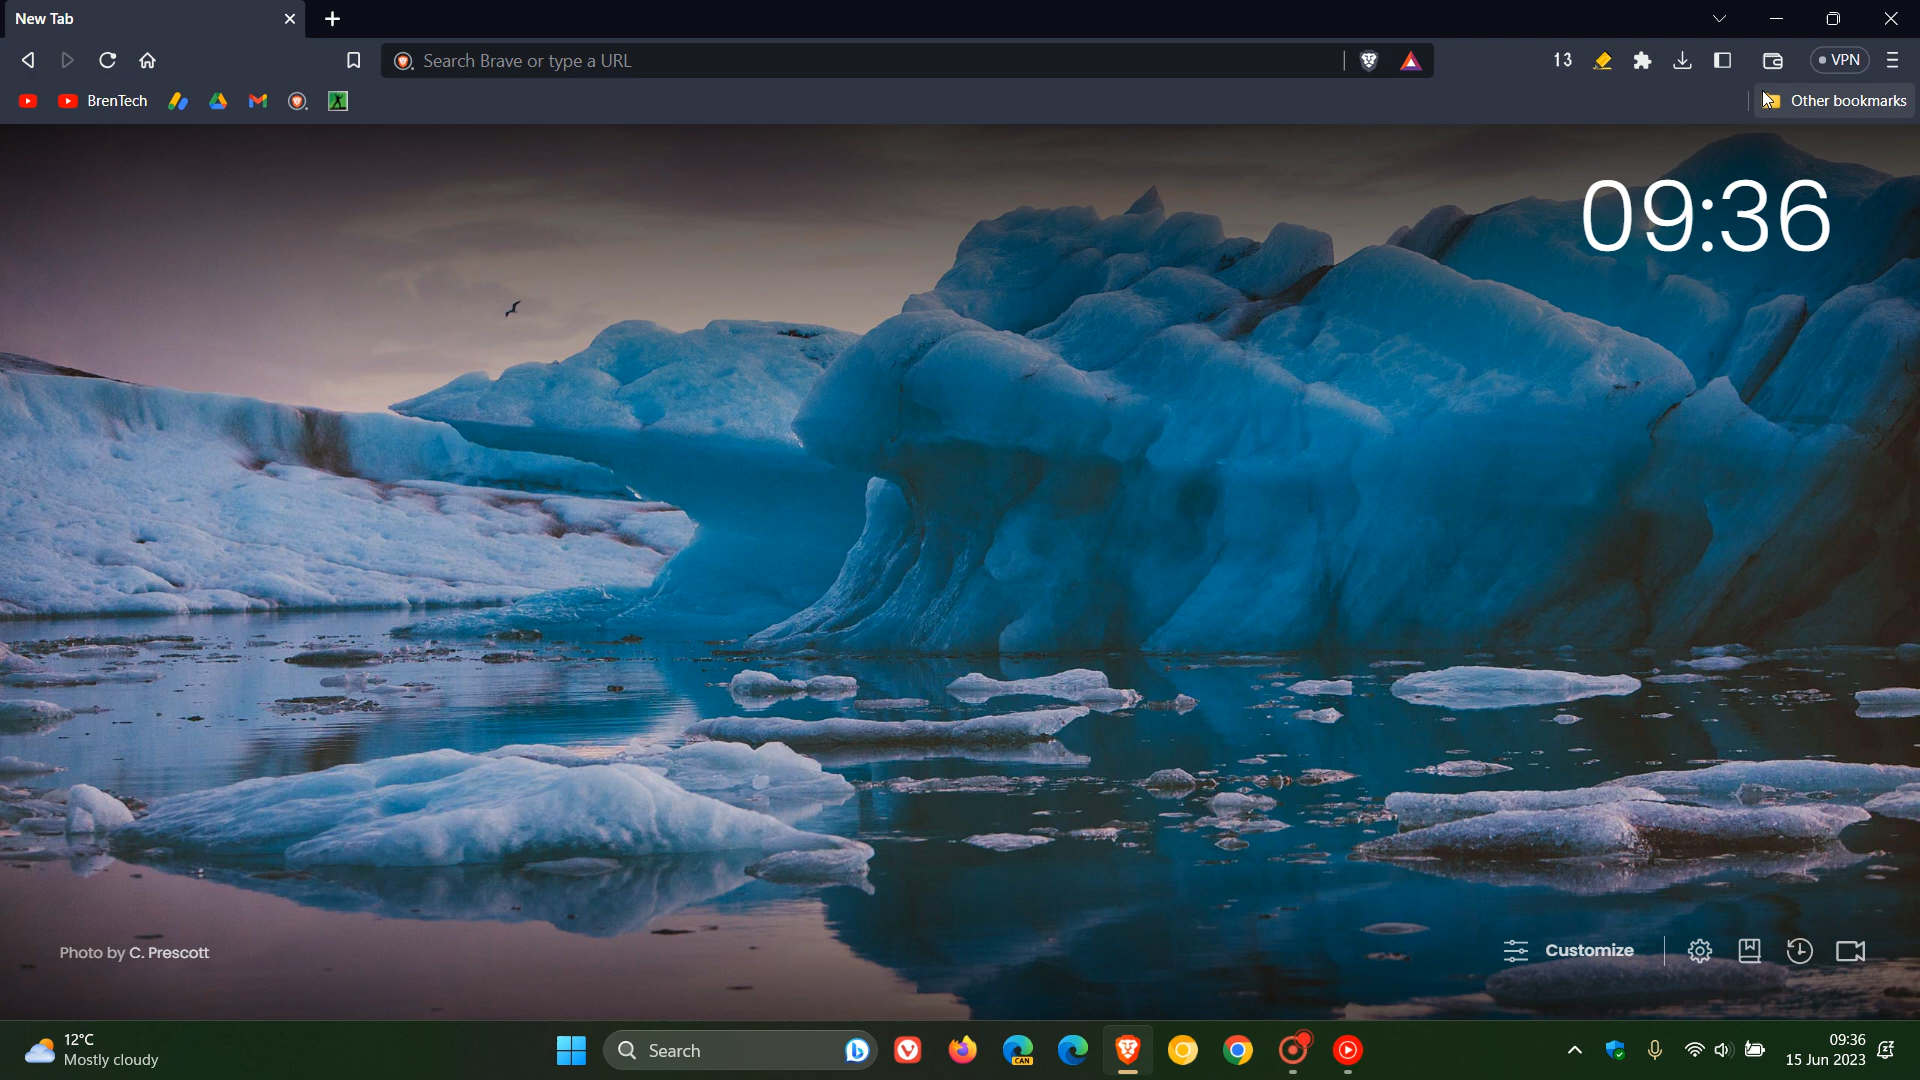 New Tab
Search Brave or type a URL
13
VPN
BrenTech
Other bookmarks
09:36
Photo by C. Prescott
Customize
12°C
Mostly cloudy
Search
CAN
09:36
15 Jun 2023